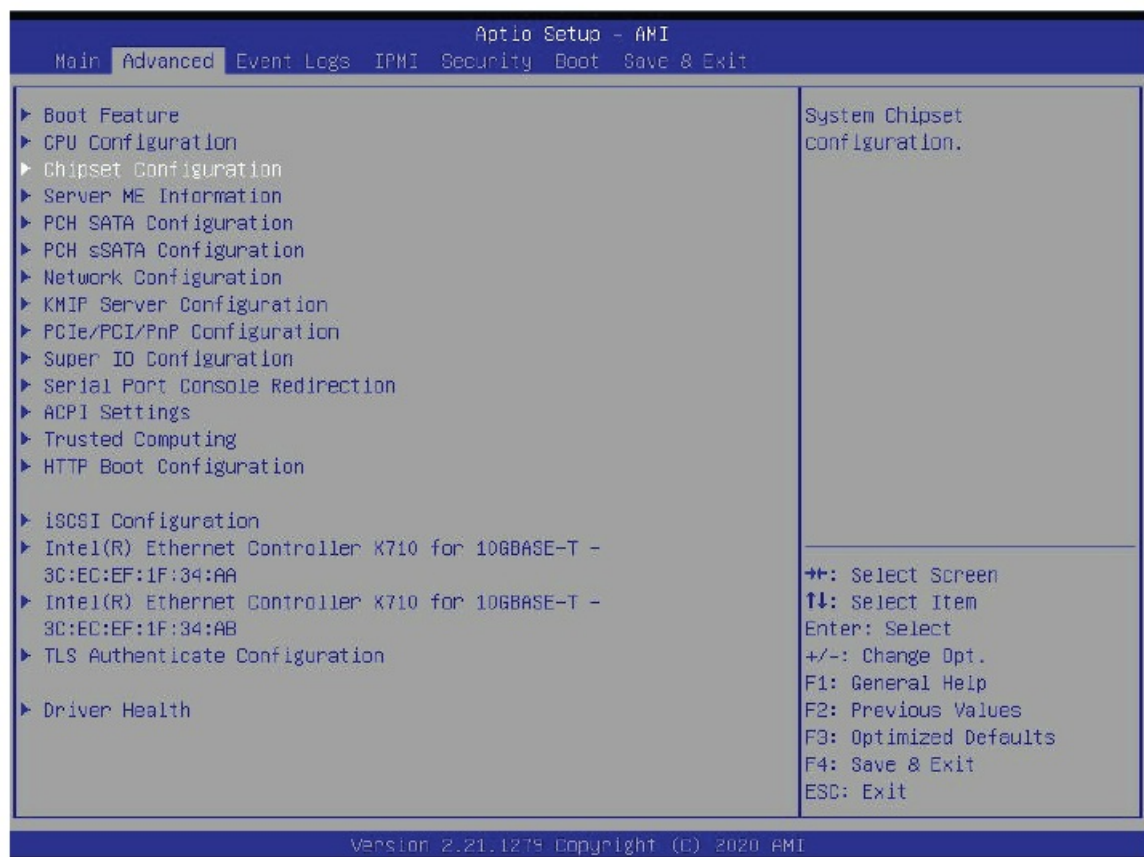 Aptio Setup - AMI
Main Advanced Event Logs IPMI Security Boot Save & Exit
▶ Boot Feature
▶ CPU Configuration
▶ Chipset Configuration
▶ Server ME Information
▶ PCH SATA Configuration
▶ PCH sSATA Configuration
▶ Network Configuration
▶ KMIP Server Configuration
▶ PCIe/PCI/PnP Configuration
▶ Super IO Configuration
▶ Serial Port Console Redirection
▶ ACPI Settings
▶ Trusted Computing
▶ HTTP Boot Configuration
▶ iSCSI Configuration
▶ Intel(R) Ethernet Controller X710 for 10GBASE-T -
3C:EC:EF:1F:34:AA
▶ Intel(R) Ethernet Controller X710 for 10GBASE-T -
3C:EC:EF:1F:34:AB
▶ TLS Authenticate Configuration
▶ Driver Health
System Chipset
configuration.
→←: Select Screen
↑↓: Select Item
Enter: Select
+/-: Change Opt.
F1: General Help
F2: Previous Values
F3: Optimized Defaults
F4: Save & Exit
ESC: Exit
Version 2.21.1279 Copyright (C) 2020 AMI